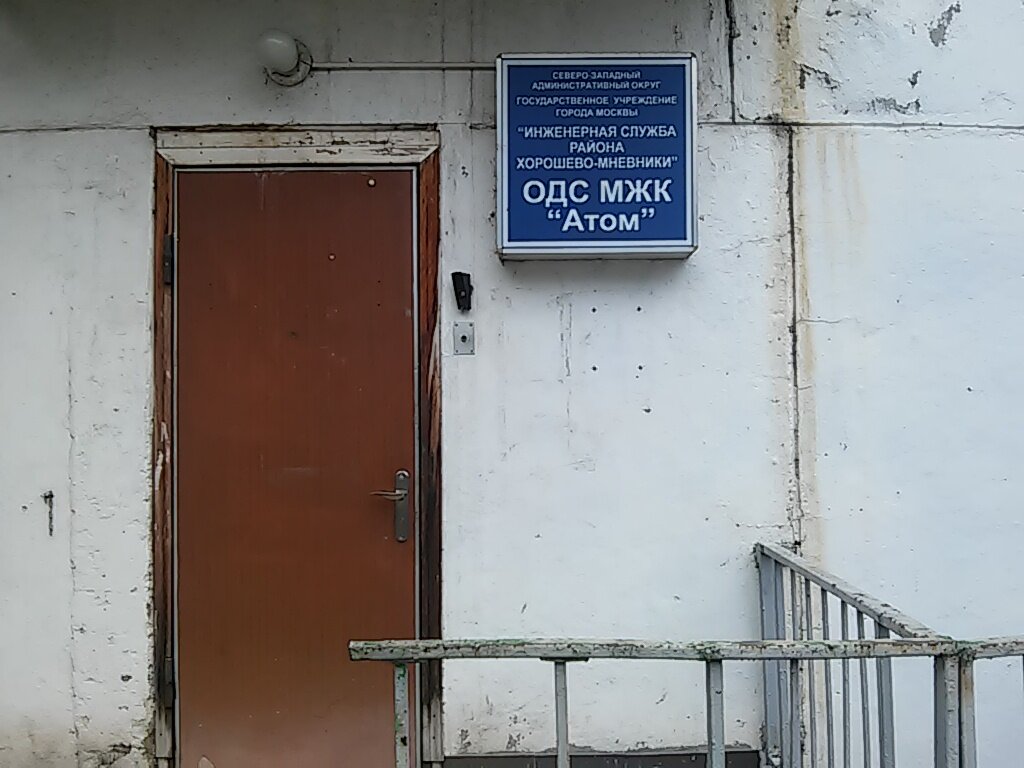 СЕВЕРО-ЗАПАДНЫЙ
АДМИНИСТРАТИВНЫЙ ОКРУГ
ГОСУДАРСТВЕННОЕ УЧРЕЖДЕНИЕ
ГОРОДА МОСКВЫ
"ИНЖЕНЕРНАЯ СЛУЖБА
РАЙОНА
ХОРОШЕВО-МНЕВНИКИ"
ОДС МЖК
“Атом”